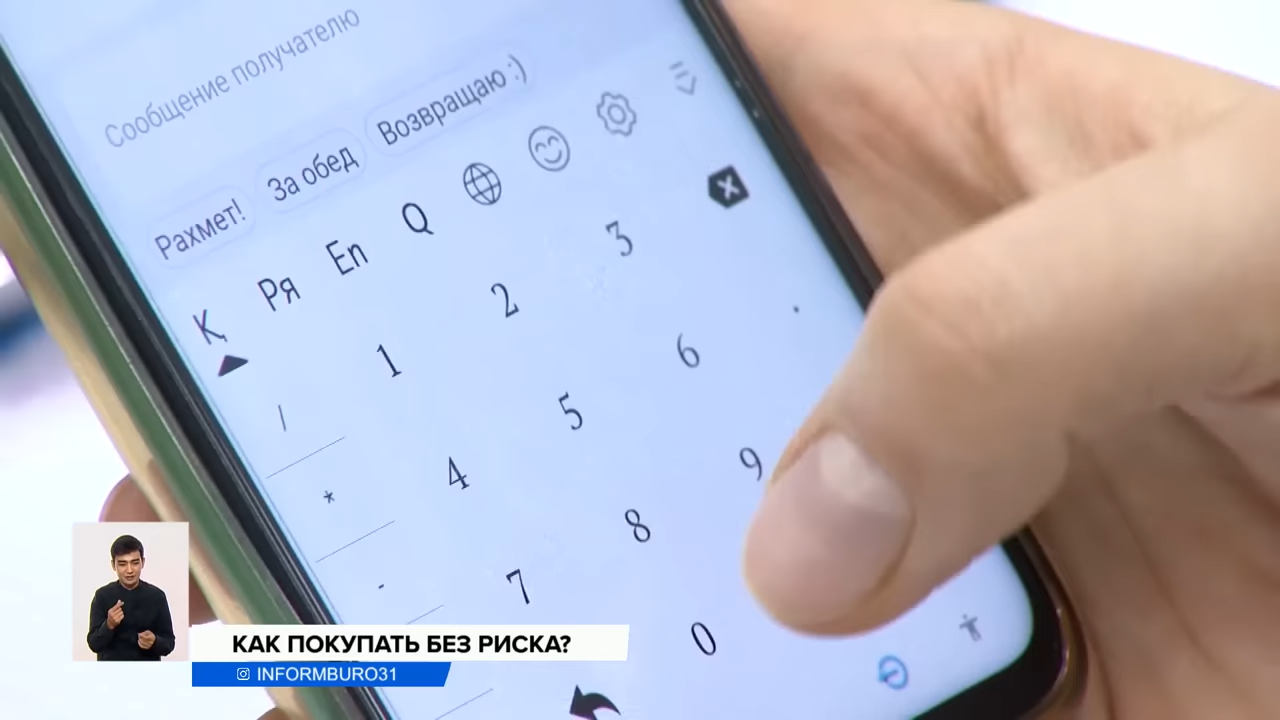 Сообщение получателю
Рахмет! За обед Возвращаю :)
Қ Ря En Q
1 2 3
/
4 5 6 .
*
7 8 9
-
0
КАК ПОКУПАТЬ БЕЗ РИСКА?
INFORMBURO31